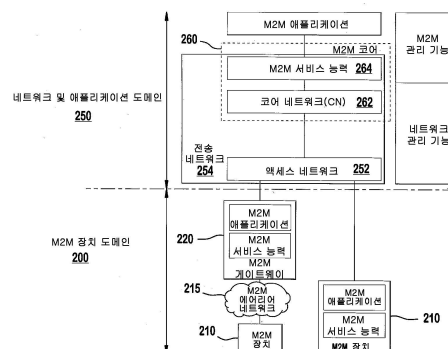 M2M 애플리케이션
260
M2M 코어
M2M
관리 기능
M2M 서비스 능력 264
코어 네트워크(CN) 262
네트워크 및 애플리케이션 도메인
250
네트워크
관리 기능
전송
네트워크
254
액세스 네트워크 252
M2M 장치 도메인
200
220
M2M
애플리케이션
M2M
서비스 능력
M2M
게이트웨이
215
M2M
에어리어
네트워크
210
M2M
장치
M2M
애플리케이션
M2M
서비스 능력
M2M 장치
210